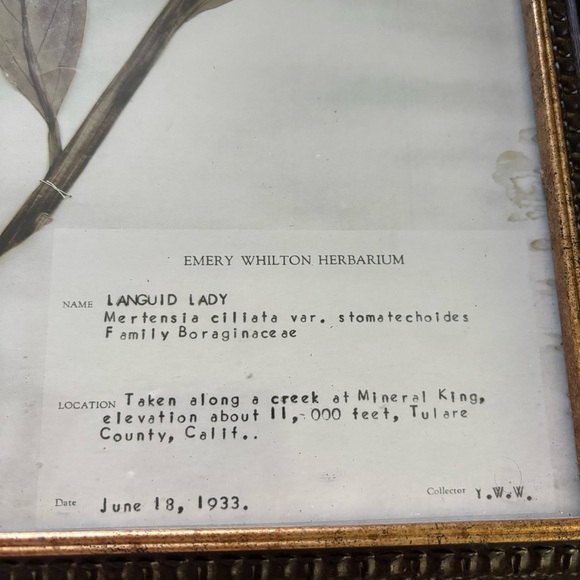 EMERY WHILTON HERBARIUM
NAME LANGUID LADY
Mertensia ciliata var. stomatechoides
Family Boraginaceae
LOCATION Taken along a creek at Mineral King,
elevation about 11,-000 feet, Tulare
County, Calif..
Collector Y.W.W.
Date June 18, 1933.